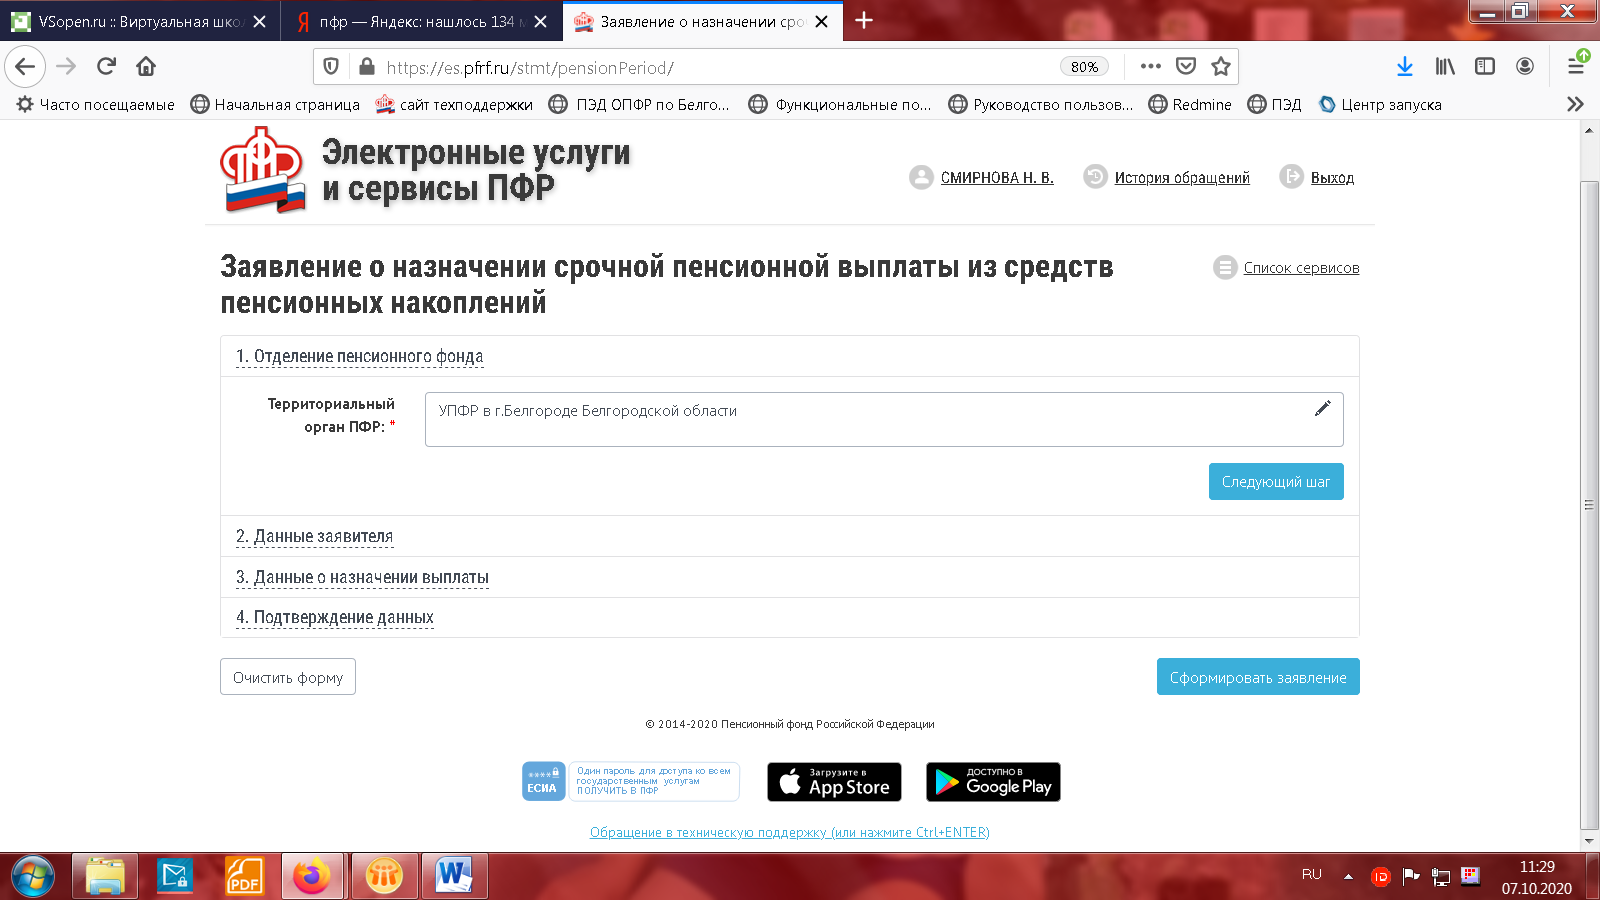 VSopen.ru :: Виртуальная шко
пфр — Яндекс: нашлось 134 м
Заявление о назначении сро
https://es.pfrf.ru/stmt/pensionPeriod/
80%
Часто посещаемые
Начальная страница
сайт техподдержки
ПЭД ОПФР по Белго...
Функциональные по...
Руководство пользов...
Redmine
ПЭД
Центр запуска
Электронные услуги
и сервисы ПФР
СМИРНОВА Н. В.
История обращений
Выход
Заявление о назначении срочной пенсионной выплаты из средств
пенсионных накоплений
Список сервисов
1. Отделение пенсионного фонда
Территориальный
орган ПФР: *
УПФР в г.Белгороде Белгородской области
Следующий шаг
2. Данные заявителя
3. Данные о назначении выплаты
4. Подтверждение данных
Очистить форму
Сформировать заявление
© 2014-2020 Пенсионный фонд Российской Федерации
**** ЕСИА
Один пароль для доступа ко всем
государственным услугам
ПОЛУЧИТЬ В ПФР
Загрузите в
App Store
ДОСТУПНО В
Google Play
Обращение в техническую поддержку (или нажмите Ctrl+ENTER)
PDF
W
RU
ID
11:29
07.10.2020